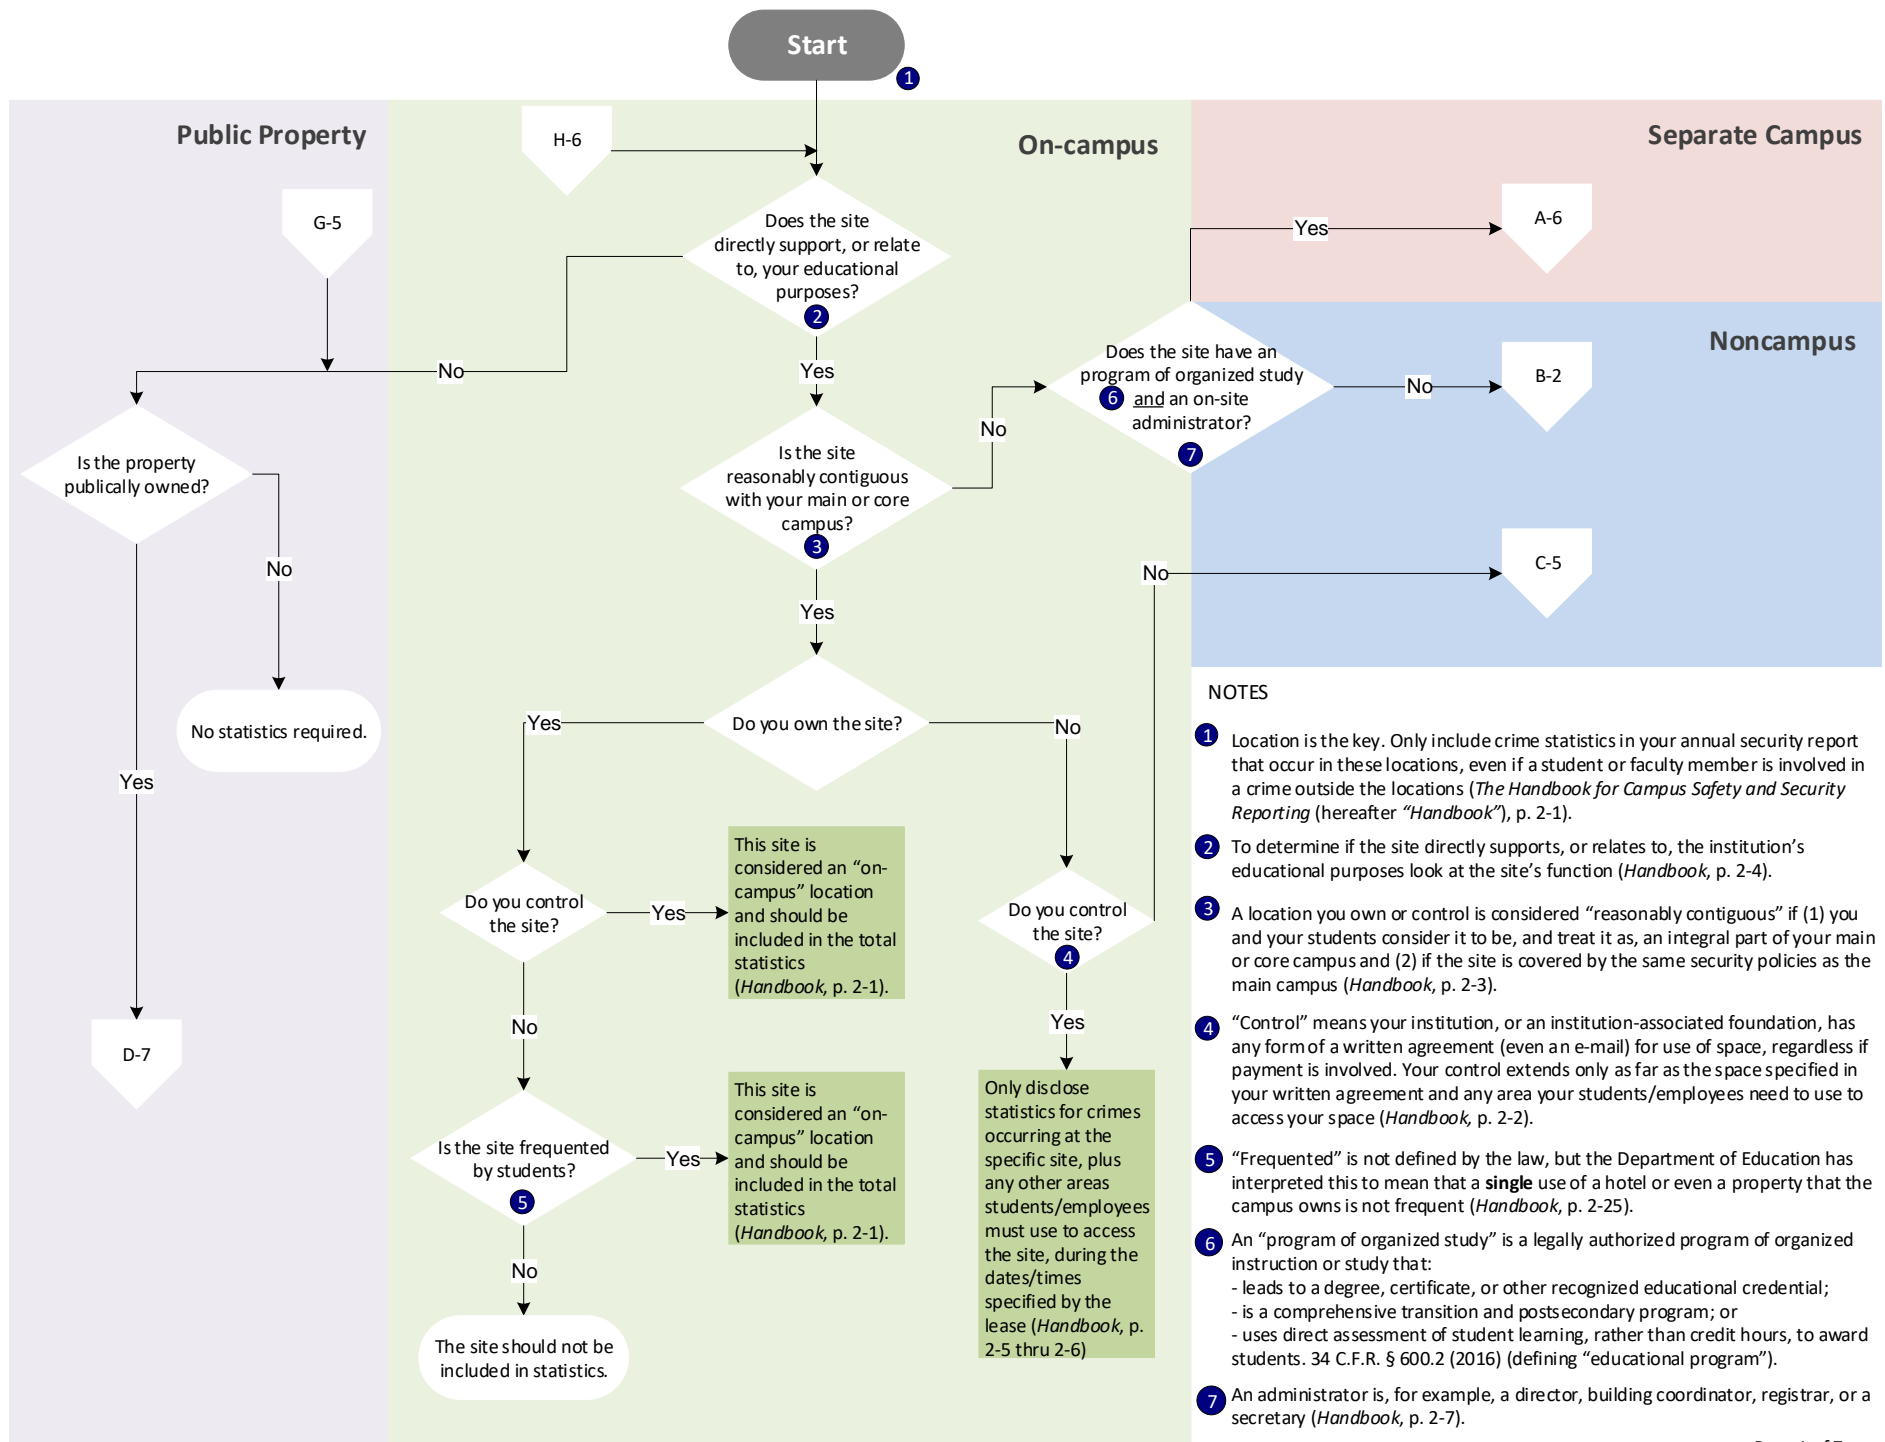 Start
1
Public Property
H-6
On-campus
Separate Campus
G-5
A-6
Does the site
directly support, or relate
to, your educational
purposes?
2
Yes
No
Yes
Noncampus
Does the site have an
program of organized study
6 and an on-site
administrator?
7
No
B-2
No
Is the site
reasonably contiguous
with your main or core
campus?
3
Is the property
publically owned?
No
Yes
No
C-5
No statistics required.
Yes
D-7
Do you own the site?
Yes
No
Do you control
the site?
Yes
This site is
considered an “on-
campus” location
and should be
included in the total
statistics
(Handbook, p. 2-1).
Do you control
the site?
4
No
Yes
Is the site frequented
by students?
5
Yes
This site is
considered an “on-
campus” location
and should be
included in the total
statistics
(Handbook, p. 2-1).
Only disclose
statistics for crimes
occurring at the
specific site, plus
any other areas
students/employees
must use to access
the site, during the
dates/times
specified by the
lease (Handbook, p.
2-5 thru 2-6)
No
The site should not be
included in statistics.
NOTES
1 Location is the key. Only include crime statistics in your annual security report
that occur in these locations, even if a student or faculty member is involved in
a crime outside the locations (The Handbook for Campus Safety and Security
Reporting (hereafter “Handbook”), p. 2-1).
2 To determine if the site directly supports, or relates to, the institution’s
educational purposes look at the site’s function (Handbook, p. 2-4).
3 A location you own or control is considered “reasonably contiguous” if (1) you
and your students consider it to be, and treat it as, an integral part of your main
or core campus and (2) if the site is covered by the same security policies as the
main campus (Handbook, p. 2-3).
4 “Control” means your institution, or an institution-associated foundation, has
any form of a written agreement (even an e-mail) for use of space, regardless if
payment is involved. Your control extends only as far as the space specified in
your written agreement and any area your students/employees need to use to
access your space (Handbook, p. 2-2).
5 “Frequented” is not defined by the law, but the Department of Education has
interpreted this to mean that a single use of a hotel or even a property that the
campus owns is not frequent (Handbook, p. 2-25).
6 An “program of organized study” is a legally authorized program of organized
instruction or study that:
- leads to a degree, certificate, or other recognized educational credential;
- is a comprehensive transition and postsecondary program; or
- uses direct assessment of student learning, rather than credit hours, to award
students. 34 C.F.R. § 600.2 (2016) (defining “educational program”).
7 An administrator is, for example, a director, building coordinator, registrar, or a
secretary (Handbook, p. 2-7).